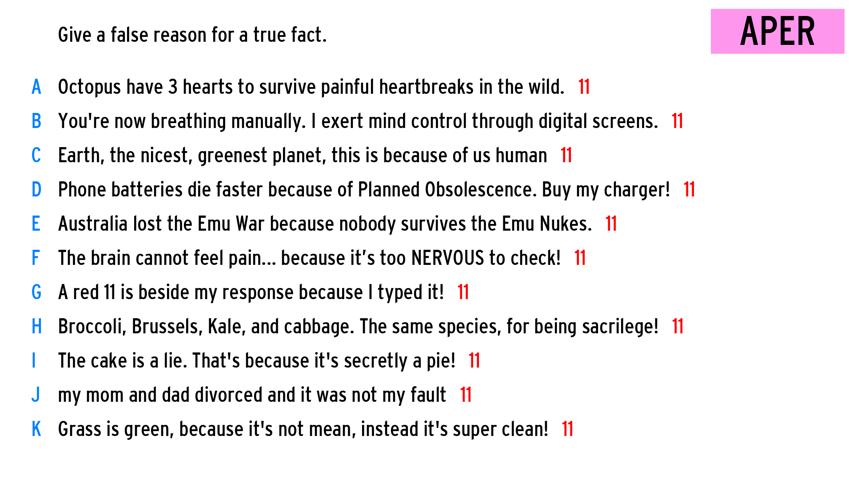 Give a false reason for a true fact.
APER
A Octopus have 3 hearts to survive painful heartbreaks in the wild. 11
B You're now breathing manually. I exert mind control through digital screens. 11
C Earth, the nicest, greenest planet, this is because of us human 11
D Phone batteries die faster because of Planned Obsolescence. Buy my charger! 11
E Australia lost the Emu War because nobody survives the Emu Nukes. 11
F The brain cannot feel pain... because it’s too NERVOUS to check! 11
G A red 11 is beside my response because I typed it! 11
H Broccoli, Brussels, Kale, and cabbage. The same species, for being sacrilege! 11
I The cake is a lie. That's because it's secretly a pie! 11
J my mom and dad divorced and it was not my fault 11
K Grass is green, because it's not mean, instead it's super clean! 11